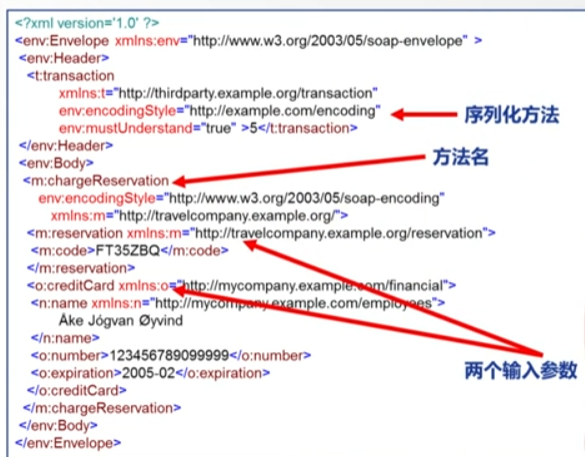 <?xml version='1.0' ?>
<env:Envelope xmlns:env="http://www.w3.org/2003/05/soap-envelope" >
<env:Header>
<t:transaction
xmlns:t="http://thirdparty.example.org/transaction"
env:encodingStyle="http://example.com/encoding"
序列化方法
env:mustUnderstand="true" >5</t:transaction>
</env:Header>
方法名
<env:Body>
<m:chargeReservation
env:encodingStyle="http://www.w3.org/2003/05/soap-encoding"
xmlns:m="http://travelcompany.example.org/">
<m:reservation xmlns:m="http://travelcompany.example.org/reservation">
<m:code>FT35ZBQ</m:code>
</m:reservation>
<o:creditCard xmlns:o="http://mycompany.example.com/financial">
<n:name xmlns:n="http://mycompany.example.com/employees">
Åke Jógvan Øyvind
</n:name>
<o:number>123456789099999</o:number>
<o:expiration>2005-02</o:expiration>
两个输入参数
</o:creditCard>
</m:chargeReservation>
</env:Body>
</env:Envelope>